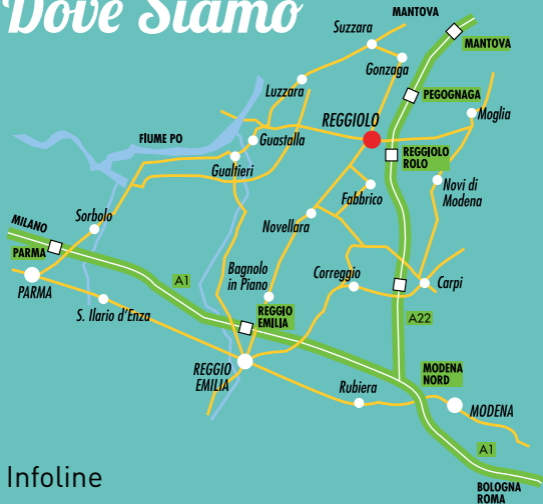 Dove Siamo
MANTOVA
Suzzara
MANTOVA
Gonzaga
PEGOGNAGA
Luzzara
Moglia
REGGIOLO
FIUME PO
Guastalla
REGGIOLO
ROLO
Gualtieri
Novi di
Modena
Fabbrico
Sorbolo
MILANO
Novellara
PARMA
Bagnolo
in Piano
Correggio
Carpi
A1
PARMA
S. Ilario d'Enza
REGGIO
EMILIA
A22
REGGIO
EMILIA
MODENA
NORD
Rubiera
MODENA
A1
Infoline
BOLOGNA
ROMA